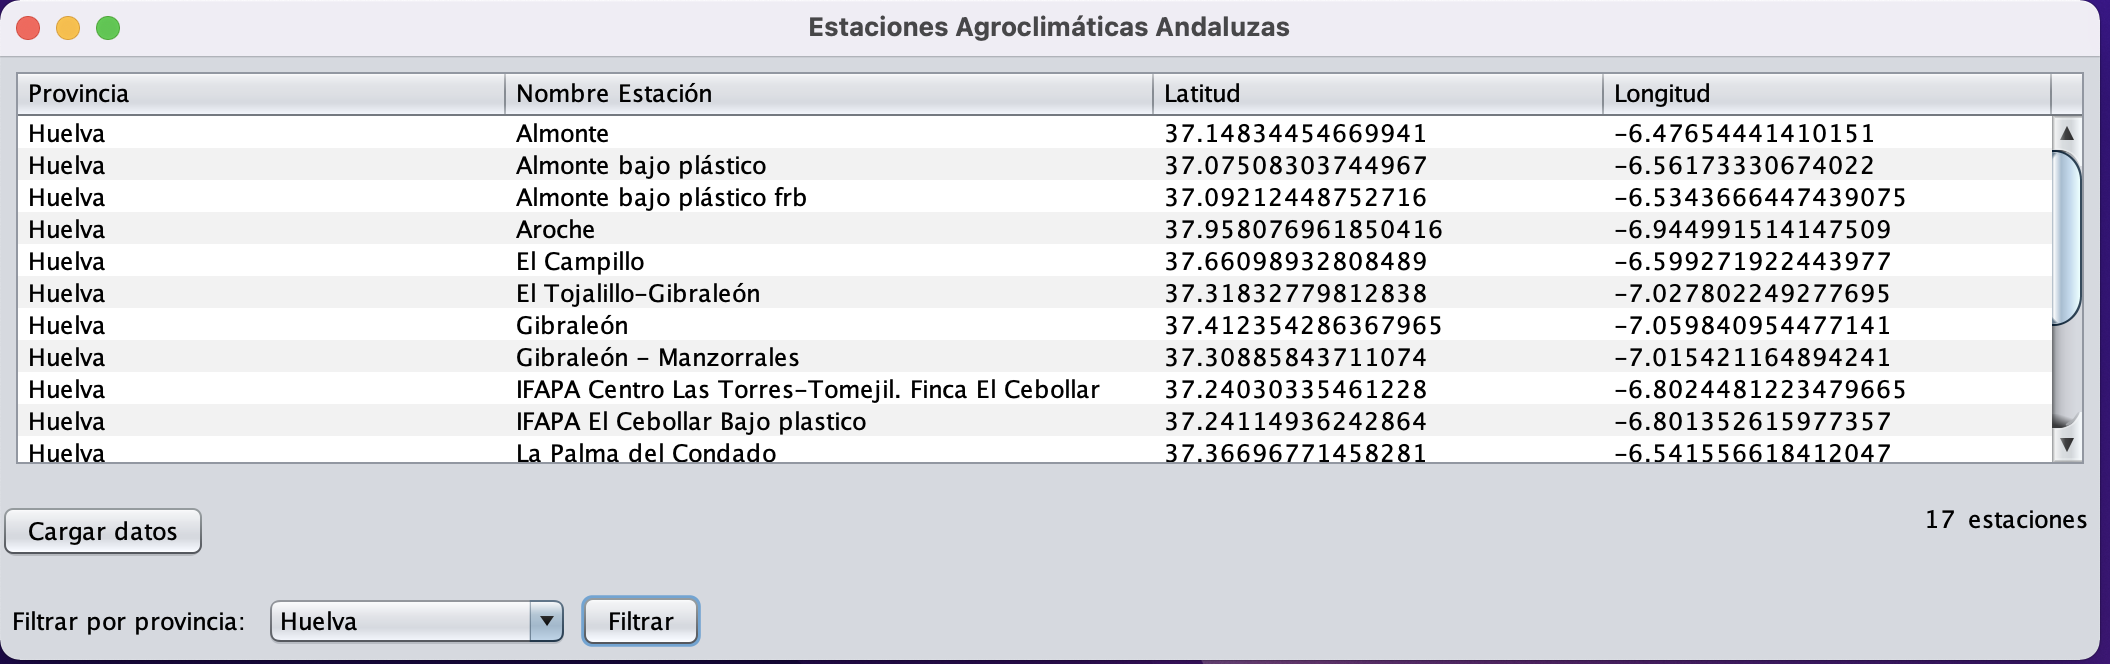 Estaciones Agroclimáticas Andaluzas
Provincia Nombre Estación Latitud Longitud
Huelva Almonte 37.14834454669941 -6.47654441410151
Huelva Almonte bajo plástico 37.07508303744967 -6.56173330674022
Huelva Almonte bajo plástico frb 37.09212448752716 -6.5343666447439075
Huelva Aroche 37.958076961850416 -6.944991514147509
Huelva El Campillo 37.66098932808489 -6.599271922443977
Huelva El Tojalillo-Gibraleón 37.31832779812838 -7.027802249277695
Huelva Gibraleón 37.412354286367965 -7.059840954477141
Huelva Gibraleón - Manzorrales 37.30885843711074 -7.015421164894241
Huelva IFAPA Centro Las Torres-Tomejil. Finca El Cebollar 37.24030335461228 -6.8024481223479665
Huelva IFAPA El Cebollar Bajo plastico 37.24114936242864 -6.801352615977357
Huelva La Palma del Condado 37.36696771458281 -6.541556618412047
Cargar datos 17 estaciones
Filtrar por provincia: Huelva Filtrar